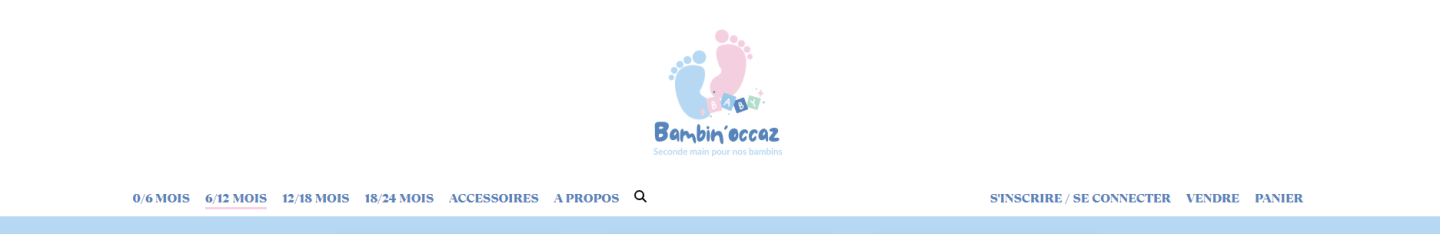 BABY
Bambin'occaz
Seconde main pour nos bambins
0/6 MOIS 6/12 MOIS 12/18 MOIS 18/24 MOIS ACCESSOIRES A PROPOS S'INSCRIRE / SE CONNECTER VENDRE PANIER